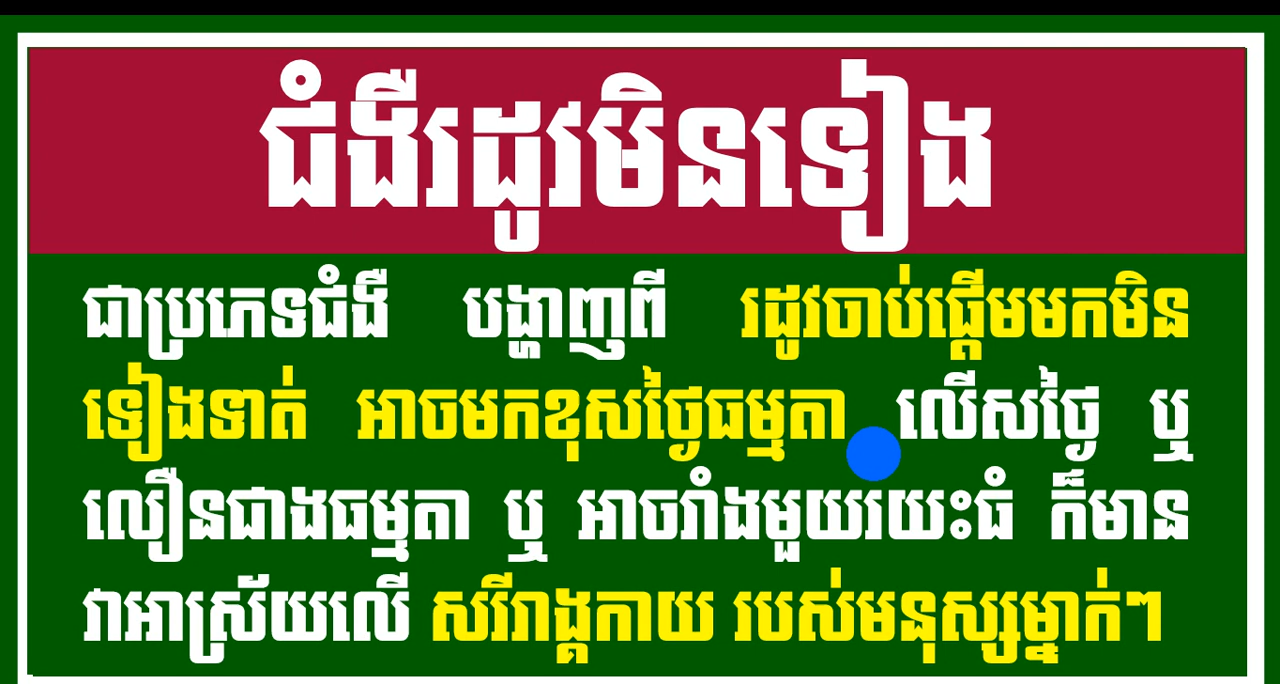 ជំងឺរដូវមិនទៀង
ជាប្រភេទជំងឺ បង្ហាញពី រដូវចាប់ផ្តើមមកមិន
ទៀងទាត់ អាចមកខុសថ្ងៃធម្មតា លើសថ្ងៃ ឬ
លឿនជាងធម្មតា ឬ អាចរាំងមួយរយះធំ ក៏មាន
វាអាស្រ័យលើ សរីរាង្គកាយ របស់មនុស្សម្នាក់ៗ